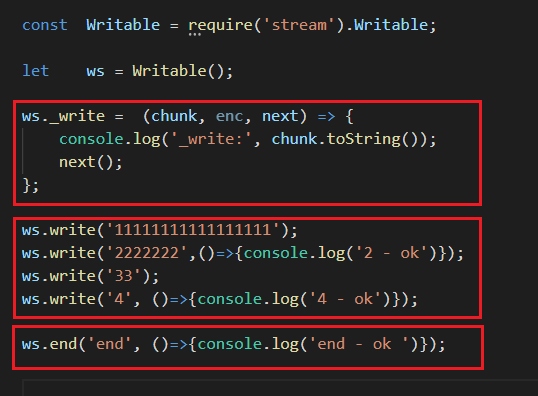 const  Writable = require('stream').Writable;
let    ws = Writable();
ws._write =  (chunk, enc, next) => {
    console.log('_write:', chunk.toString());
    next();
};
ws.write('11111111111111111');
ws.write('2222222',()=>{console.log('2 - ok')});
ws.write('33');
ws.write('4', ()=>{console.log('4 - ok')});
ws.end('end', ()=>{console.log('end - ok ')});